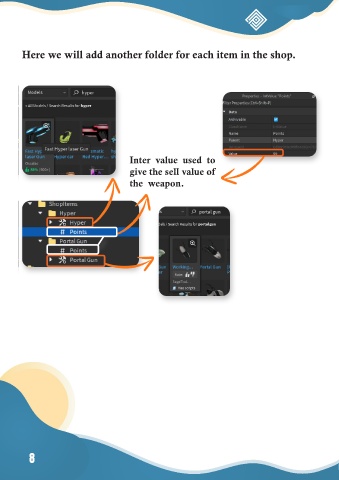 Here we will add another folder for each item in the shop.
Models
hyper
All Models / Search Results for hyper
Fast Hyper laser Gun
Properties - IntValue "Points"
Filter Properties (Ctrl+Shift+P)
Data
Archivable
Name Points
Parent Hyper
Value
Inter value used to
give the sell value of
the weapon.
ShopItems
Hyper
Hyper
# Points
Portal Gun
# Points
Portal Gun
portal gun
Search Results for portal gun
Working...
Portal Gun
8